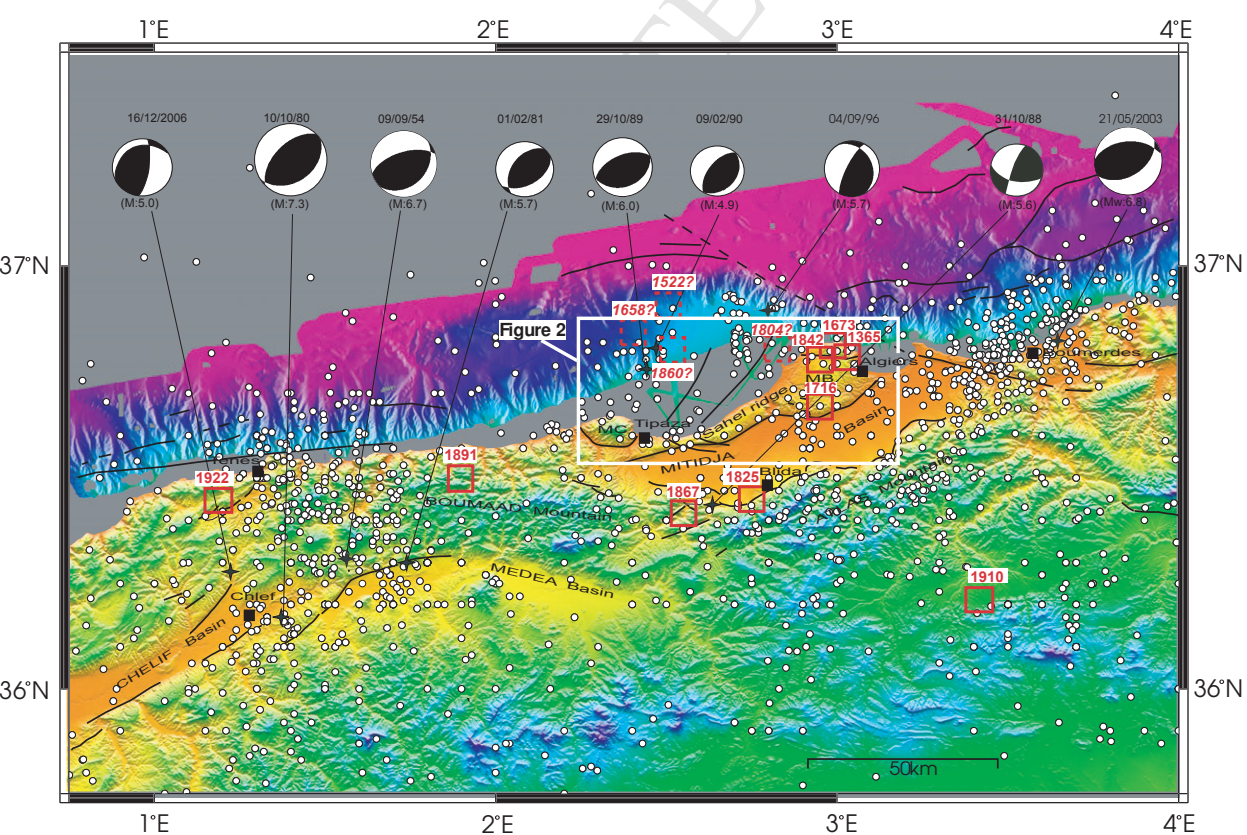 TE
1°E 2°E 3°E 4°E
16/12/2006 10/10/80 09/09/54 01/02/81 29/10/89 09/02/90 04/09/96 31/10/88 21/05/2003
(M:5.0) (M:7.3) (M:6.7) (M:5.7) (M:6.0) (M:4.9) (M:5.7) (M:5.6) (Mw:6.8)
37°N 37°N
1522?
1658?
Figure 2
1804? 1673
1842 1365
Algiers
Boumerdes
1860?
MB
1716
Sahel ridge
Basin
MC Tipaza
MITIDJA
Tenes
1891
1922
Blida
1825
1867
BOUMAAD Mountain
Atlas Mountain
MEDEA Basin
1910
Chlef
CHELIF Basin
36°N 36°N
50km
1°E 2°E 3°E 4°E